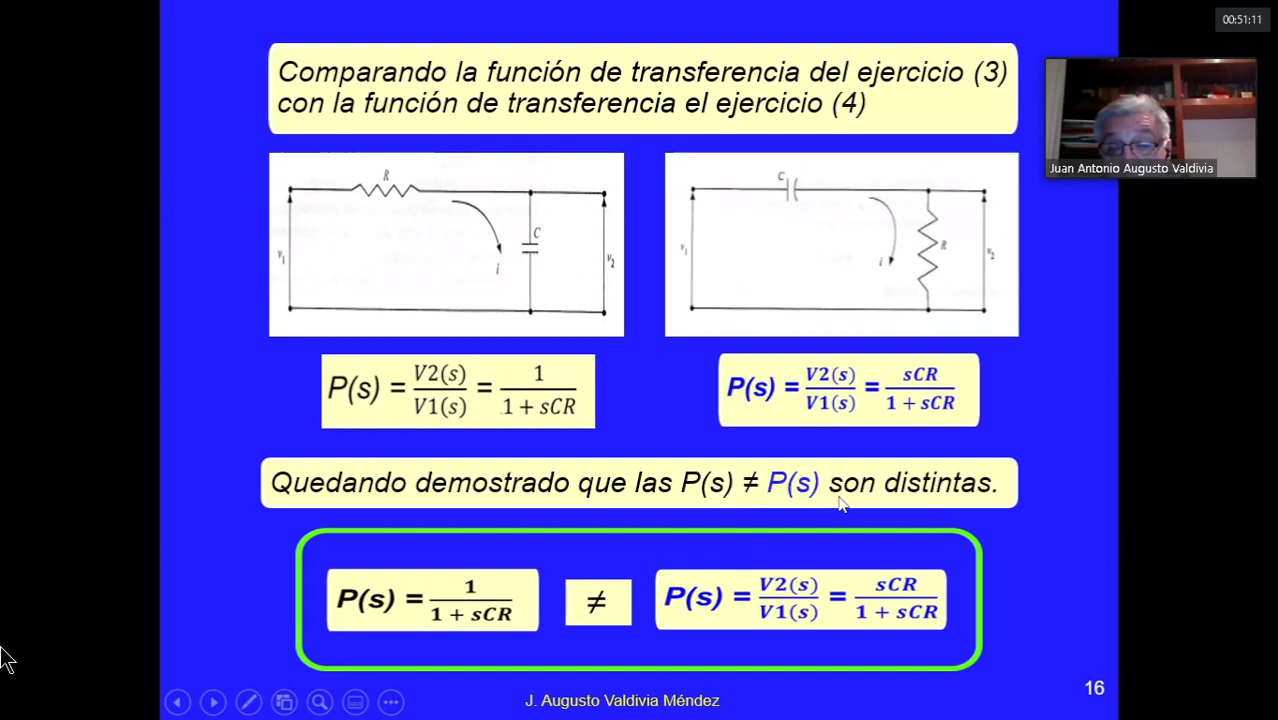 00:51:11
Comparando la función de transferencia del ejercicio (3)
con la función de transferencia el ejercicio (4)
Juan Antonio Augusto Valdivia
R
C
v1
i
v2
C
R
v1
i
v2
P(s) = V2(s)/V1(s) = 1/1 + sCR
P(s) = V2(s)/V1(s) = sCR/1 + sCR
Quedando demostrado que las P(s) ≠ P(s) son distintas.
P(s) = 1/1 + sCR
≠
P(s) = V2(s)/V1(s) = sCR/1 + sCR
16
J. Augusto Valdivia Méndez